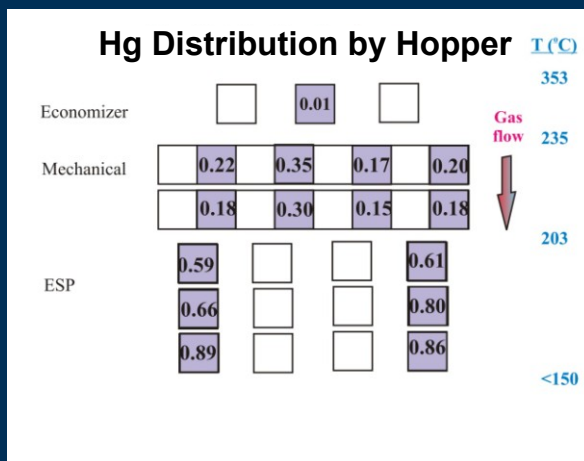 Hg Distribution by Hopper
T (°C)
353
Economizer
0.01
Gas
flow
235
Mechanical
0.22 0.35 0.17 0.20
0.18 0.30 0.15 0.18
203
ESP
0.59 0.61
0.66 0.80
0.89 0.86
<150